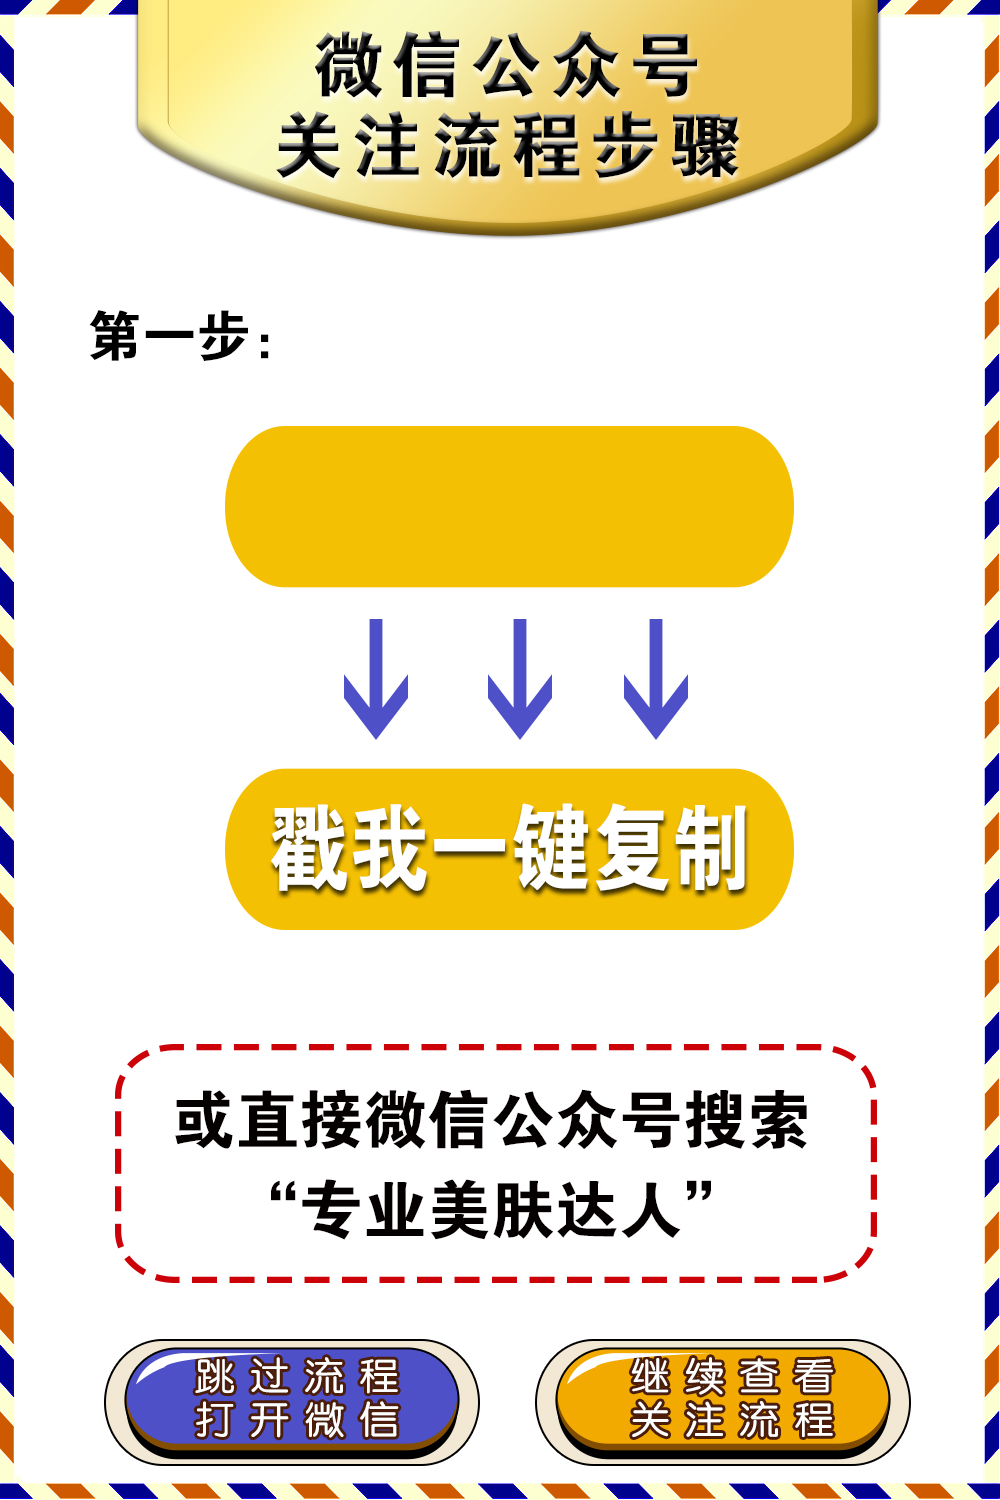 微信公众号
关注流程步骤
第一步：
戳我一键复制
或直接微信公众号搜索
“专业美肤达人”
跳过流程
打开微信
继续查看
关注流程